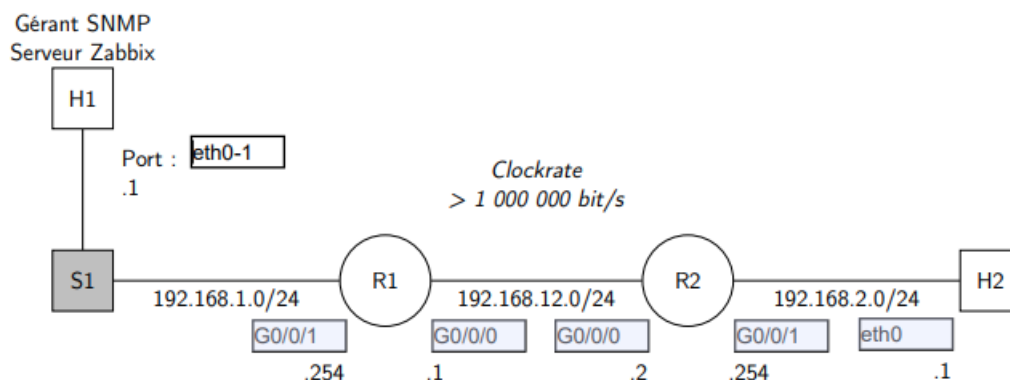 Gérant SNMP
Serveur Zabbix
H1
Port : eth0-1
.1
Clockrate
> 1 000 000 bit/s
S1
R1
R2
H2
192.168.1.0/24
192.168.12.0/24
192.168.2.0/24
G0/0/1
G0/0/0
G0/0/0
G0/0/1
eth0
.254
.1
.2
.254
.1